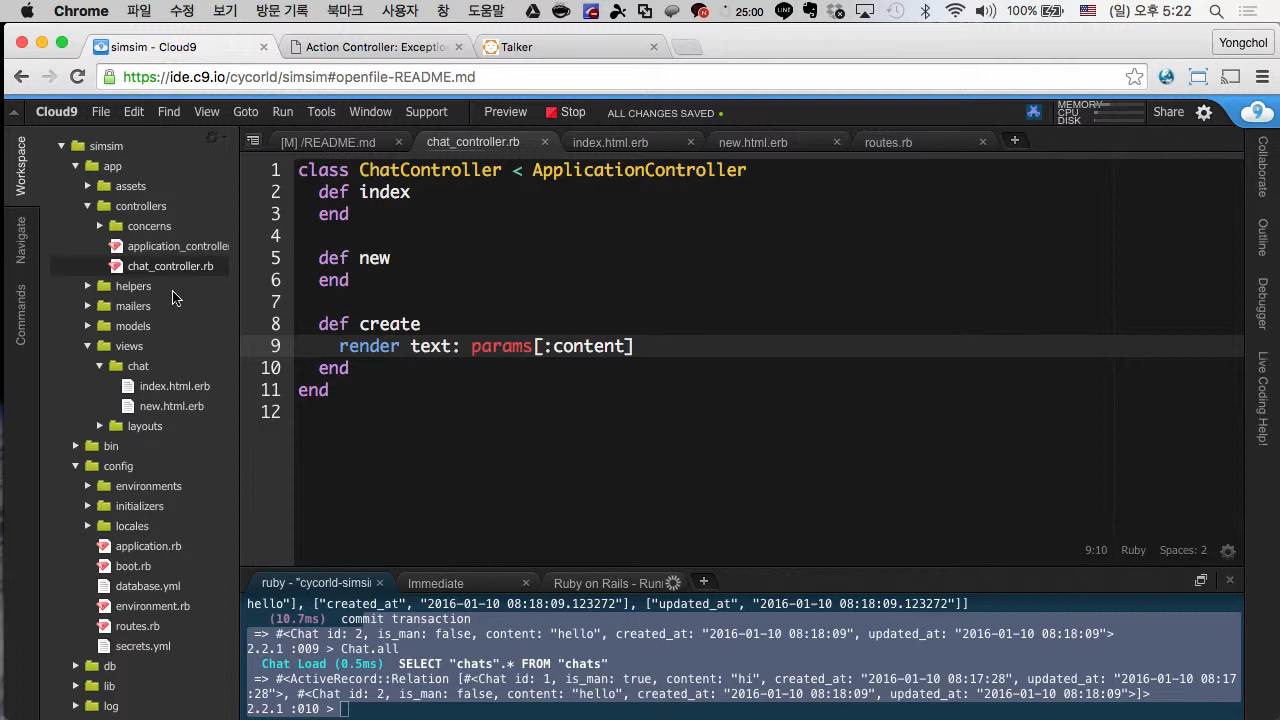 Chrome 파일 수정 보기 방문 기록 북마크 사용자 창 도움말 25:00 LINE 100% (일) 오후 5:22
simsim - Cloud9 Action Controller: Exceptio Talker Yongchol
https://ide.c9.io/cycorld/simsim#openfile-README.md
Cloud9 File Edit Find View Goto Run Tools Window Support Preview Stop ALL CHANGES SAVED MEMORY CPU DISK Share 9
[M] /README.md chat_controller.rb index.html.erb new.html.erb routes.rb
Workspace
Navigate
Commands
simsim
app
assets
controllers
concerns
application_controller
chat_controller.rb
helpers
mailers
models
views
chat
index.html.erb
new.html.erb
layouts
bin
config
environments
initializers
locales
application.rb
boot.rb
database.yml
environment.rb
routes.rb
secrets.yml
db
lib
log
1 class ChatController < ApplicationController
2 def index
3 end
4
5 def new
6 end
7
8 def create
9 render text: params[:content]
10 end
11 end
12
9:10 Ruby Spaces: 2
Collaborate
Outline
Debugger
Live Coding Help!
ruby - "cycorld-simsim Immediate Ruby on Rails - Run
hello"], ["created_at", "2016-01-10 08:18:09.123272"], ["updated_at", "2016-01-10 08:18:09.123272"]]
(10.7ms) commit transaction
=> #<Chat id: 2, is_man: false, content: "hello", created_at: "2016-01-10 08:18:09", updated_at: "2016-01-10 08:18:09">
2.2.1 :009 > Chat.all
Chat Load (0.5ms) SELECT "chats".* FROM "chats"
=> #<ActiveRecord::Relation [#<Chat id: 1, is_man: true, content: "hi", created_at: "2016-01-10 08:17:28", updated_at: "2016-01-10 08:17
:28">, #<Chat id: 2, is_man: false, content: "hello", created_at: "2016-01-10 08:18:09", updated_at: "2016-01-10 08:18:09">]>
2.2.1 :010 >